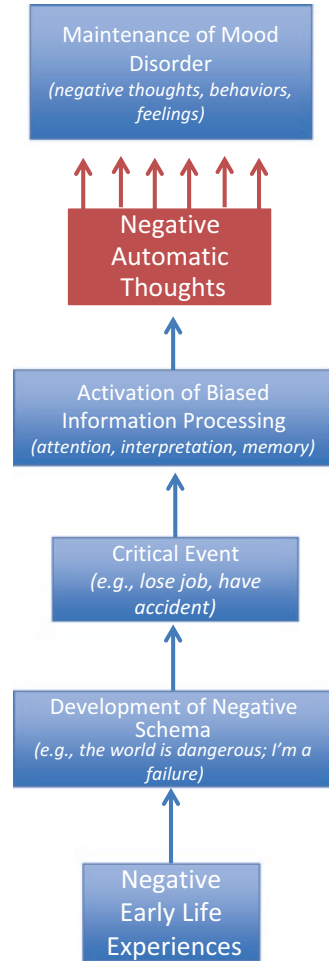 Maintenance of Mood
Disorder
(negative thoughts, behaviors,
feelings)
Negative
Automatic
Thoughts
Activation of Biased
Information Processing
(attention, interpretation, memory)
Critical Event
(e.g., lose job, have
accident)
Development of Negative
Schema
(e.g., the world is dangerous; I'm a
failure)
Negative
Early Life
Experiences